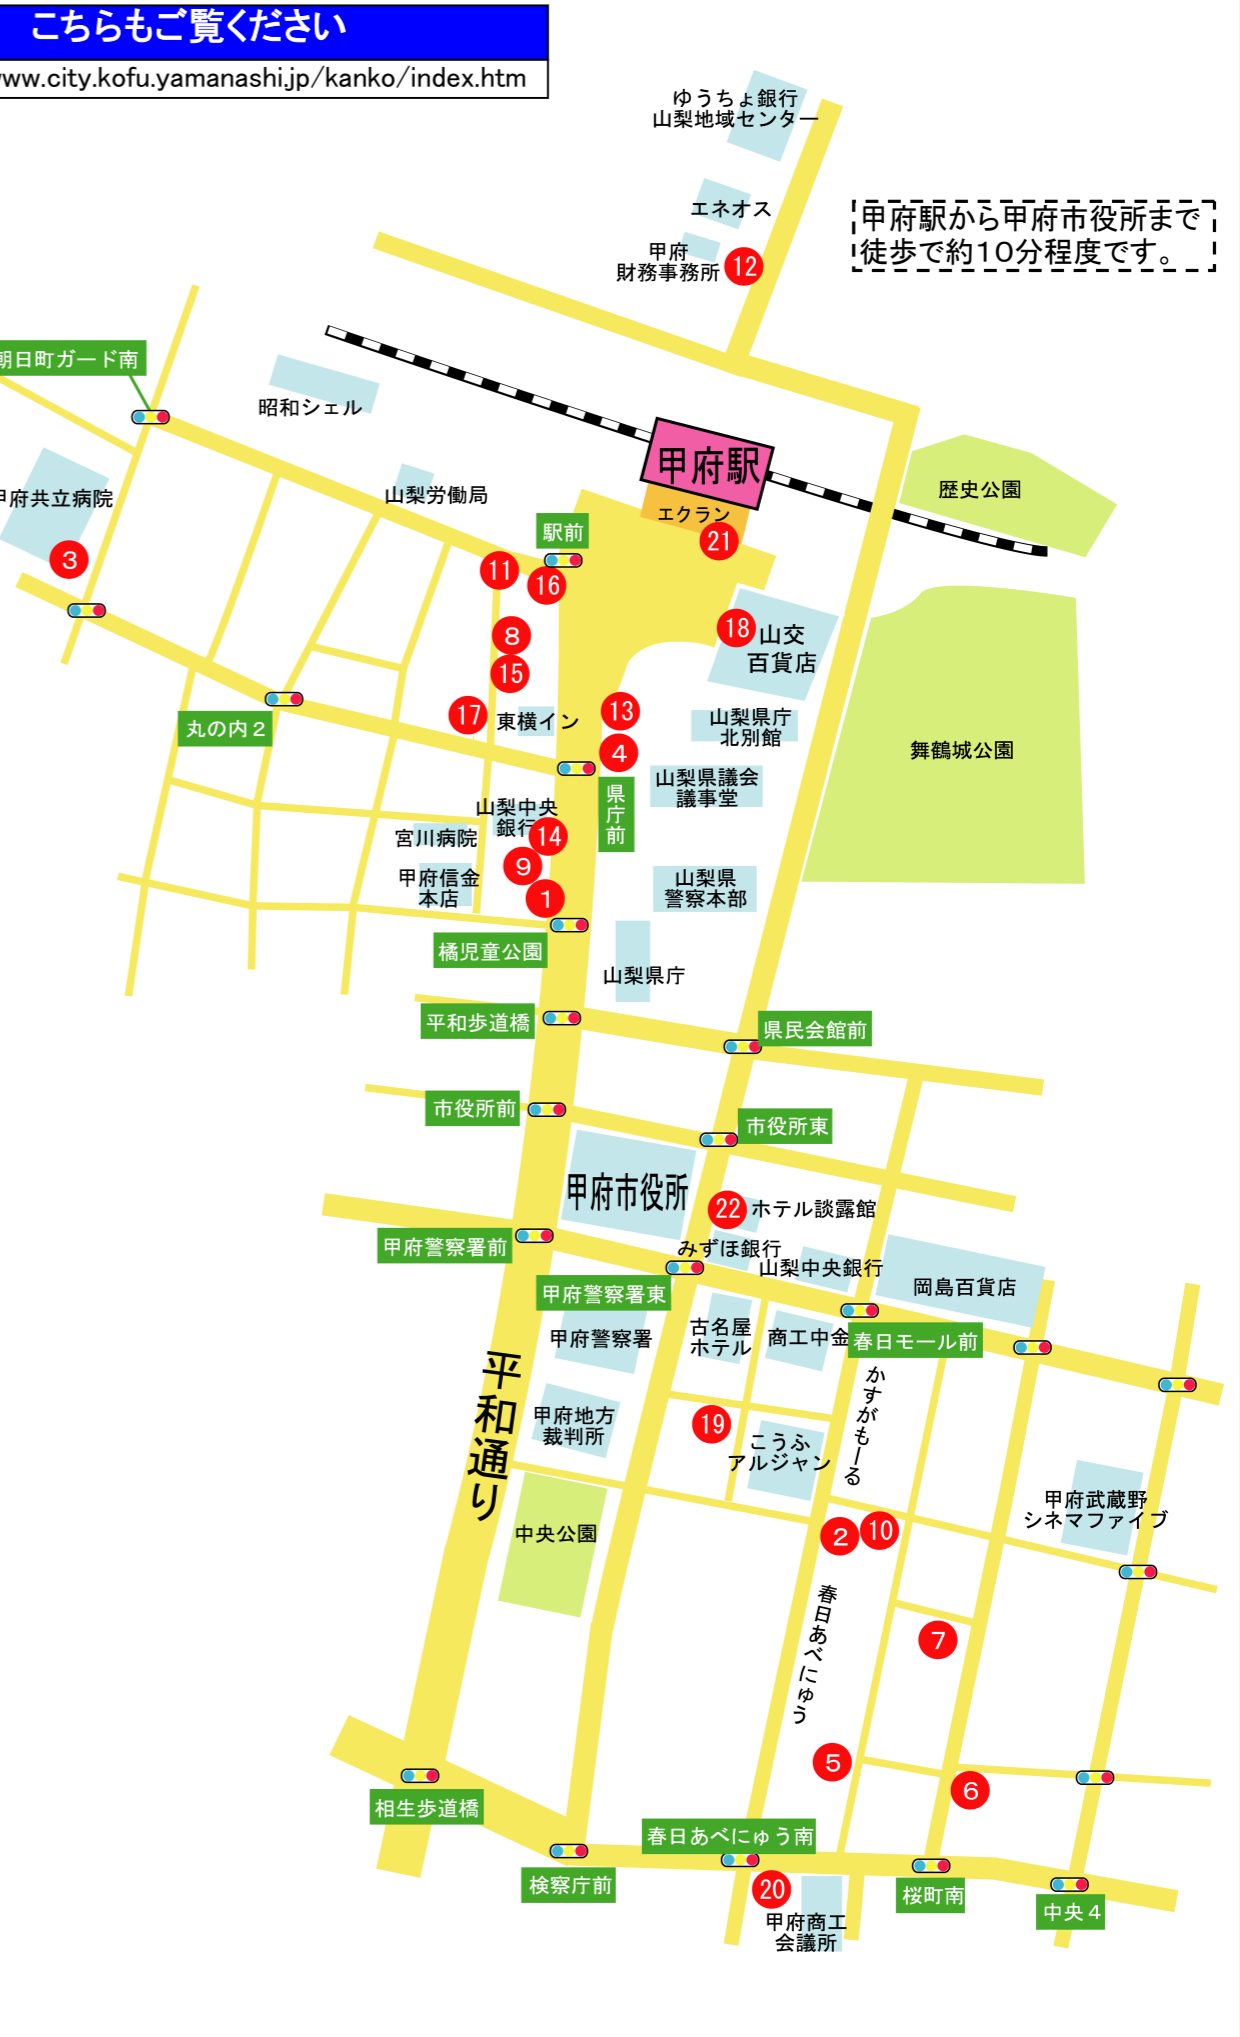 こちらもご覧ください
www.city.kofu.yamanashi.jp/kanko/index.htm
ゆうちょ銀行
山梨地域センター
エネオス
甲府
財務事務所
12
甲府駅から甲府市役所まで
徒歩で約10分程度です。
朝日町ガード南
昭和シェル
甲府駅
エクラン
21
歴史公園
甲府共立病院
3
山梨労働局
駅前
11
16
8
15
17
東横イン
18
山交
百貨店
13
4
山梨県庁
北別館
舞鶴城公園
丸の内2
県庁前
山梨県議会
議事堂
山梨中央
銀行
14
宮川病院
9
甲府信金
本店
1
山梨県
警察本部
橘児童公園
山梨県庁
平和歩道橋
県民会館前
市役所前
市役所東
甲府市役所
22
ホテル談露館
甲府警察署前
みずほ銀行
山梨中央銀行
岡島百貨店
甲府警察署東
甲府警察署
古名屋
ホテル
商工中金
春日モール前
平和通り
かすがもーる
甲府地方
裁判所
19
こうふ
アルジャン
中央公園
甲府武蔵野
シネマファイブ
2
10
春日あべにゅう
7
5
6
相生歩道橋
春日あべにゅう南
検察庁前
20
甲府商工
会議所
桜町南
中央4